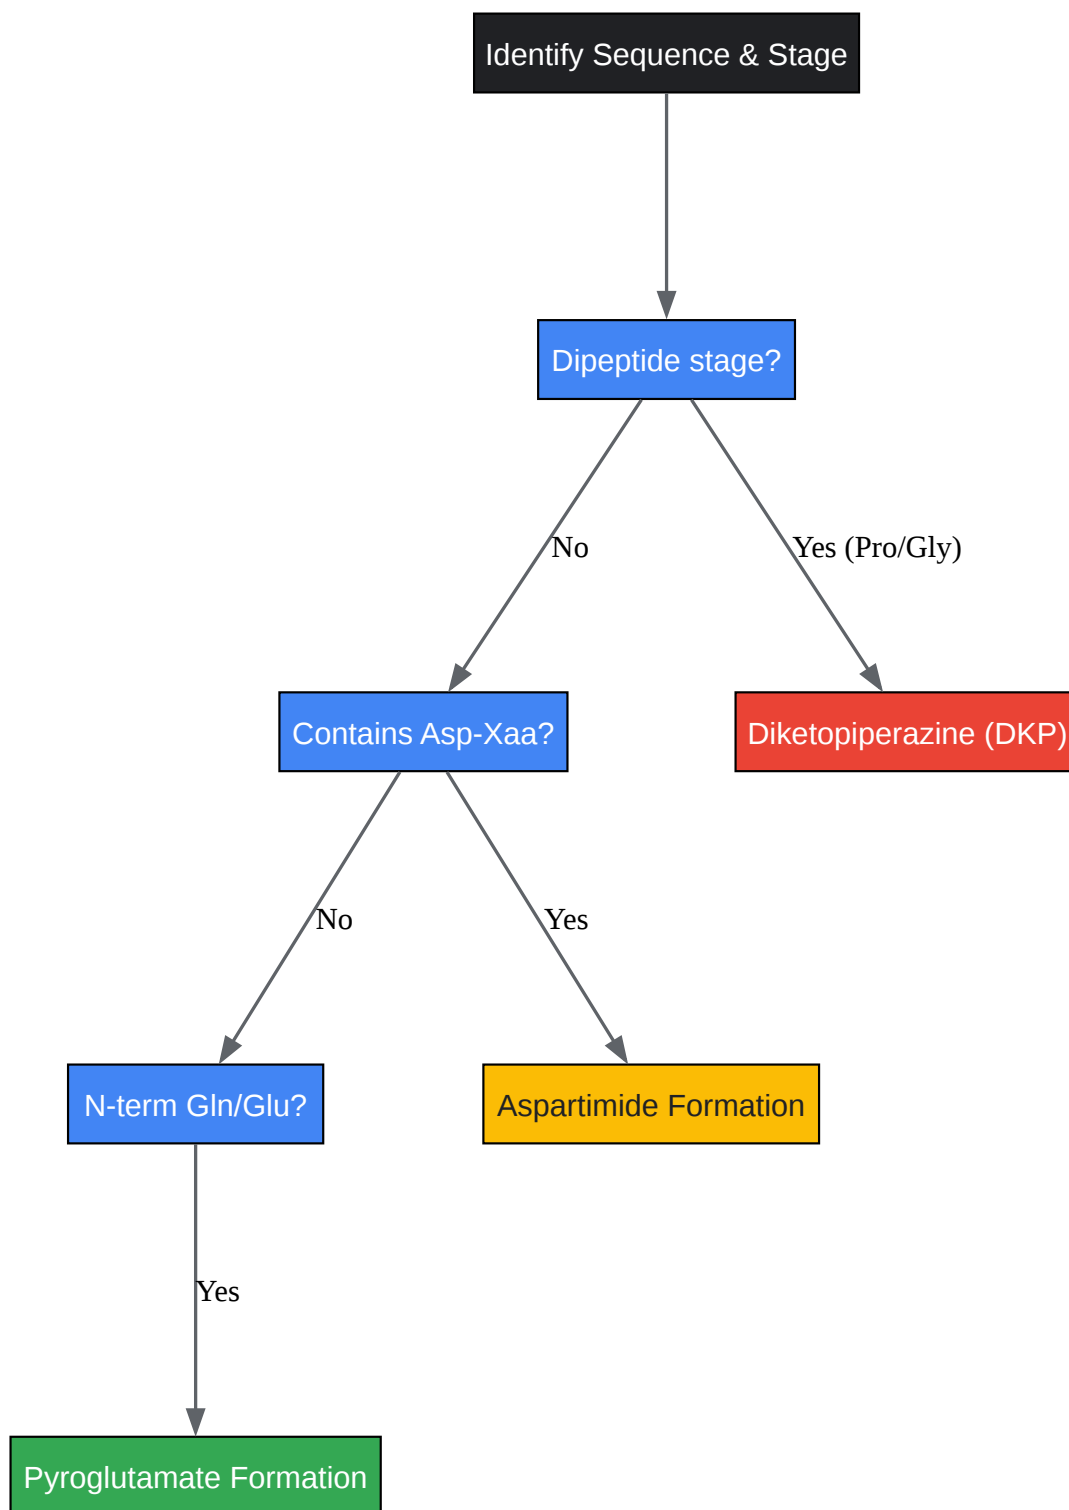 Identify Sequence & Stage
Dipeptide stage?
No
Yes (Pro/Gly)
Contains Asp-Xaa?
Diketopiperazine (DKP)
No
Yes
N-term Gln/Glu?
Aspartimide Formation
Yes
Pyroglutamate Formation